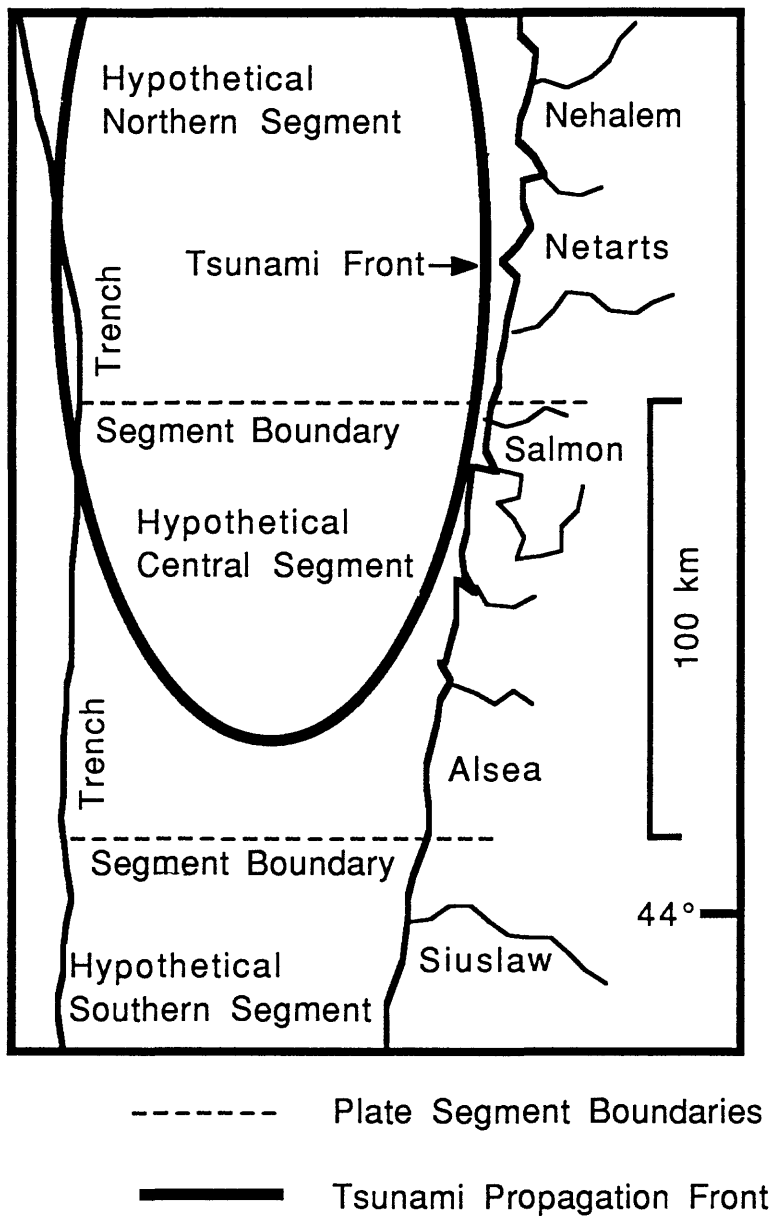 Hypothetical
Northern Segment
Nehalem
Tsunami Front
Netarts
Trench
Segment Boundary
Salmon
Hypothetical
Central Segment
100 km
Trench
Alsea
Segment Boundary
44°
Siuslaw
Hypothetical
Southern Segment
Plate Segment Boundaries
Tsunami Propagation Front